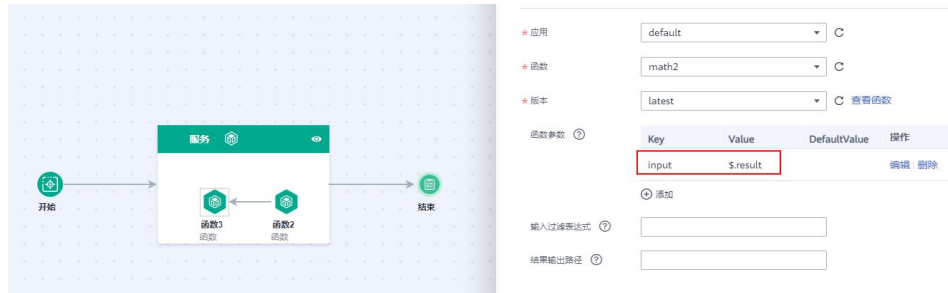 服务
开始
函数3
函数
函数2
函数
结束
* 应用 default
* 函数 math2
* 版本 latest 查看函数
函数参数 ?
Key Value DefaultValue 操作
input $.result 编辑 删除
添加
输入过滤表达式 ?
结果输出路径 ?